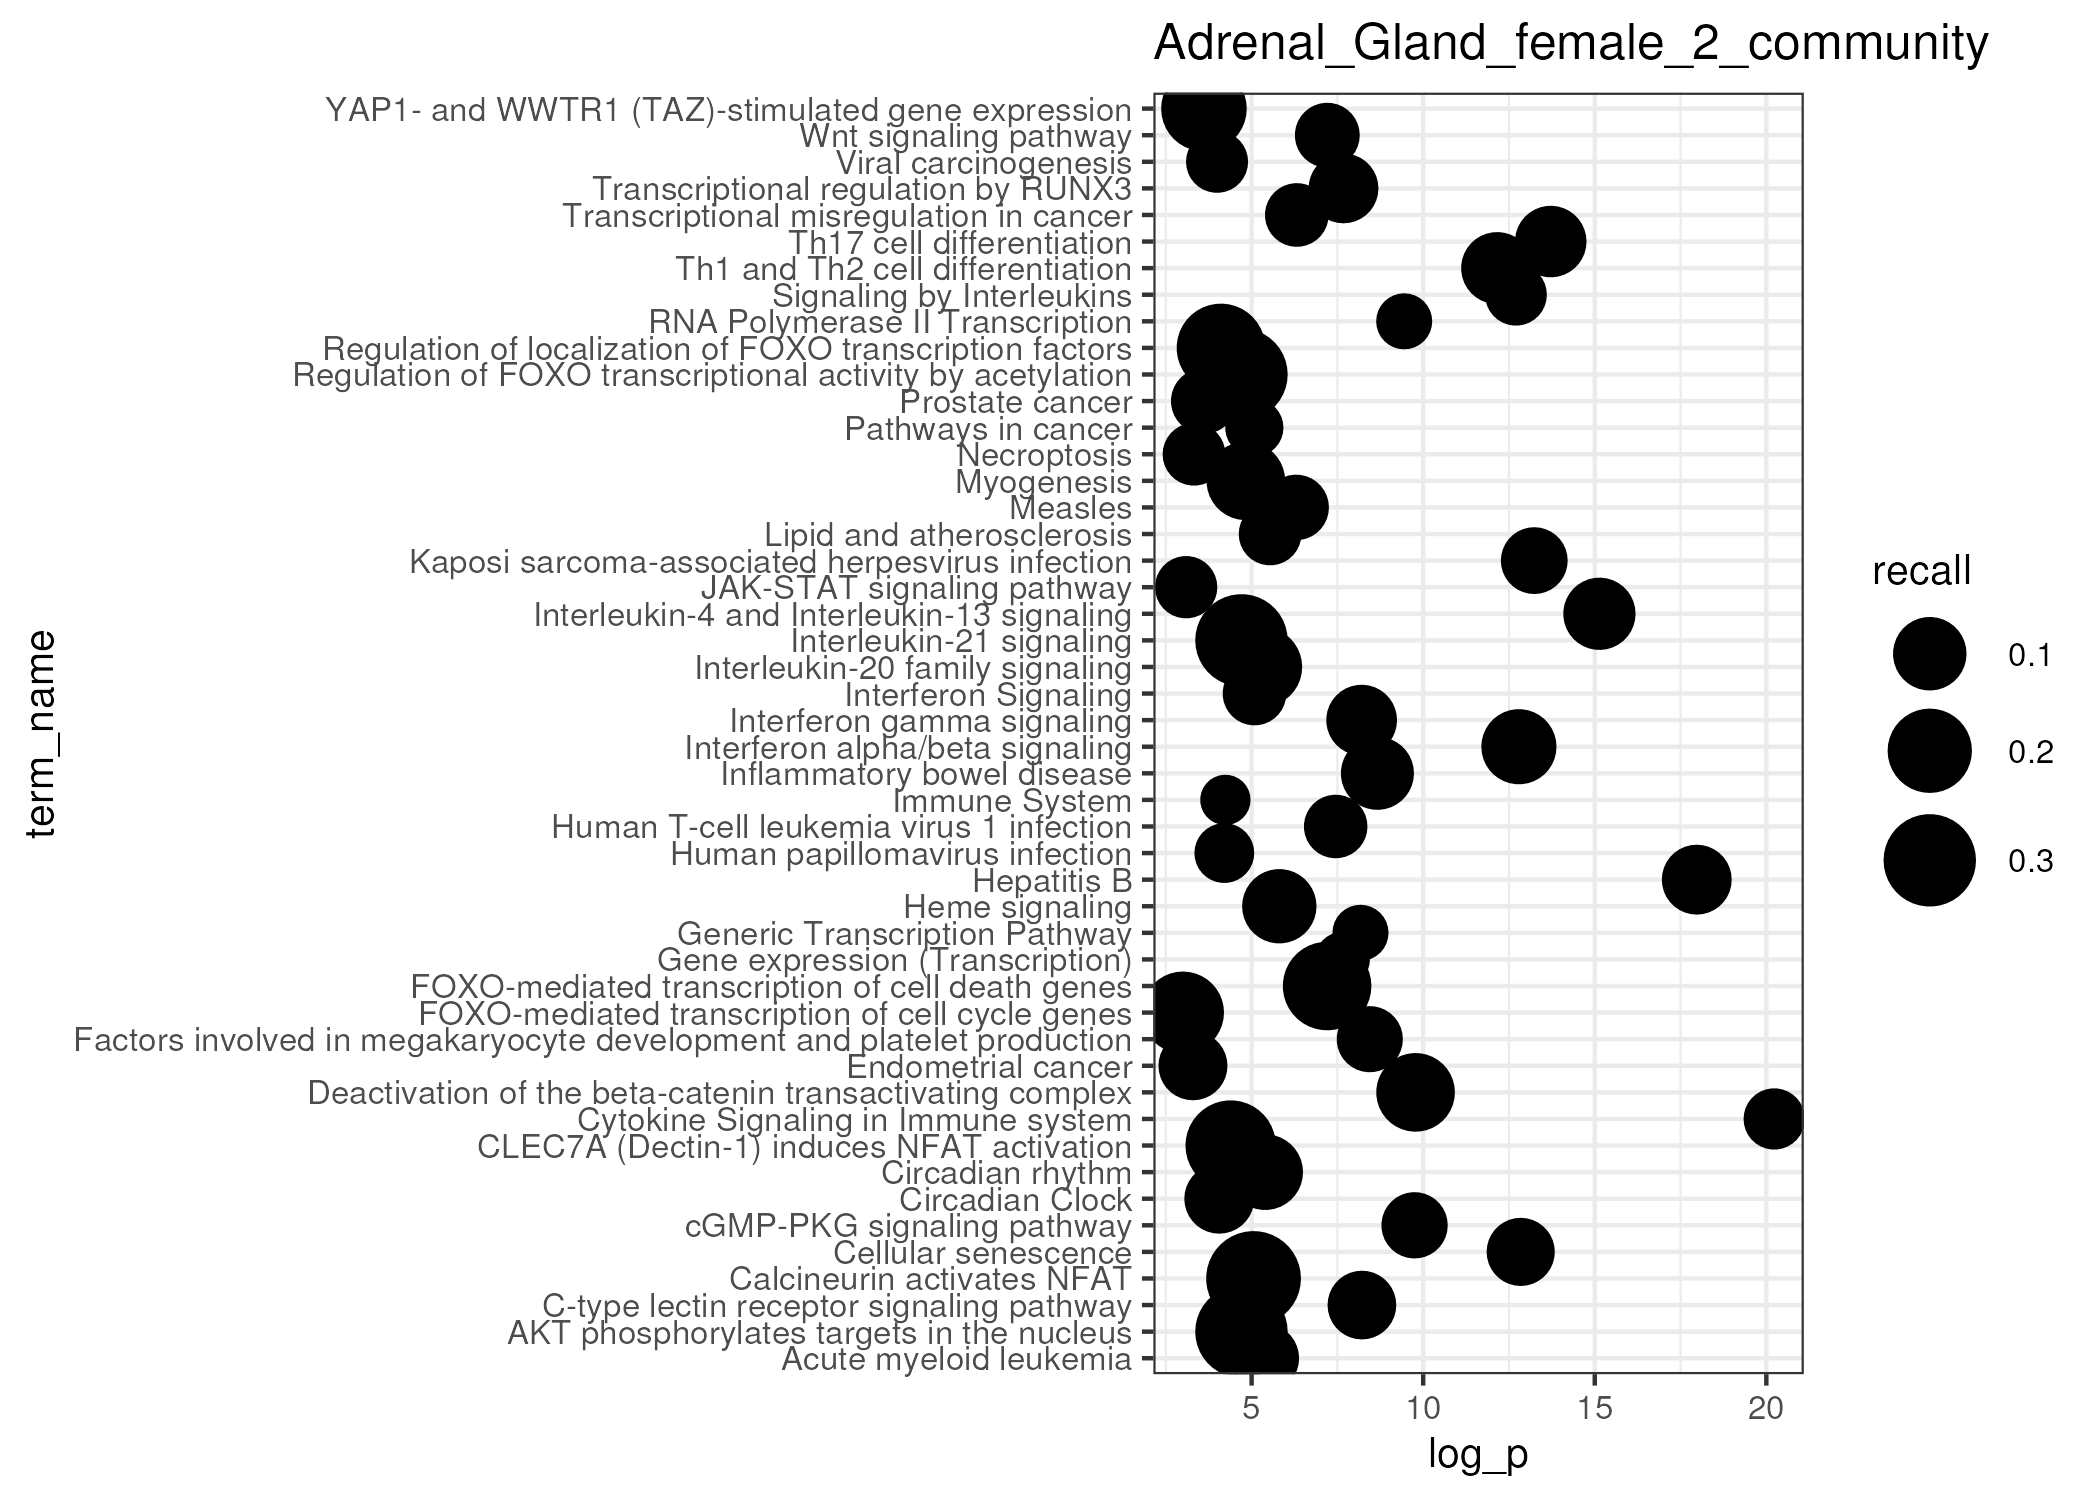 Adrenal_Gland_female_2_community
YAP1- and WWTR1 (TAZ)-stimulated gene expression
Wnt signaling pathway
Viral carcinogenesis
Transcriptional regulation by RUNX3
Transcriptional misregulation in cancer
Th17 cell differentiation
Th1 and Th2 cell differentiation
Signaling by Interleukins
RNA Polymerase II Transcription
Regulation of localization of FOXO transcription factors
Regulation of FOXO transcriptional activity by acetylation
Prostate cancer
Pathways in cancer
Necroptosis
Myogenesis
Measles
Lipid and atherosclerosis
Kaposi sarcoma-associated herpesvirus infection
JAK-STAT signaling pathway
Interleukin-4 and Interleukin-13 signaling
Interleukin-21 signaling
Interleukin-20 family signaling
Interferon Signaling
Interferon gamma signaling
Interferon alpha/beta signaling
Inflammatory bowel disease
Immune System
Human T-cell leukemia virus 1 infection
Human papillomavirus infection
Hepatitis B
Heme signaling
Generic Transcription Pathway
Gene expression (Transcription)
FOXO-mediated transcription of cell death genes
FOXO-mediated transcription of cell cycle genes
Factors involved in megakaryocyte development and platelet production
Endometrial cancer
Deactivation of the beta-catenin transactivating complex
Cytokine Signaling in Immune system
CLEC7A (Dectin-1) induces NFAT activation
Circadian rhythm
Circadian Clock
cGMP-PKG signaling pathway
Cellular senescence
Calcineurin activates NFAT
C-type lectin receptor signaling pathway
AKT phosphorylates targets in the nucleus
Acute myeloid leukemia
term_name
5 10 15 20
log_p
recall
0.1
0.2
0.3